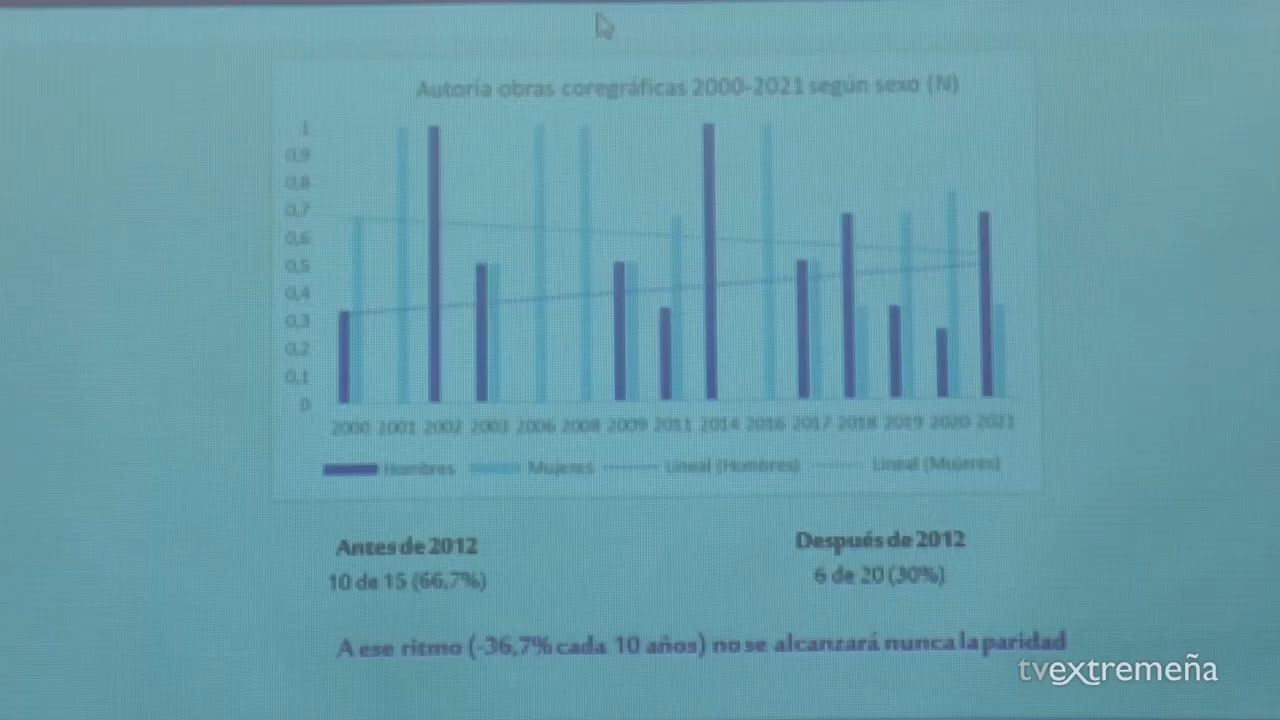 Autoría obras coregráficas 2000-2021 según sexo (N)
1
0,9
0,8
0,7
0,6
0,5
0,4
0,3
0,2
0,1
0
2000 2001 2002 2003 2006 2008 2009 2011 2014 2016 2017 2018 2019 2020 2021
Hombres Mujeres Lineal (Hombres) Lineal (Mujeres)
Antes de 2012
10 de 15 (66,7%)
Después de 2012
6 de 20 (30%)
A ese ritmo (-36,7% cada 10 años) no se alcanzará nunca la paridad
tvextremeña